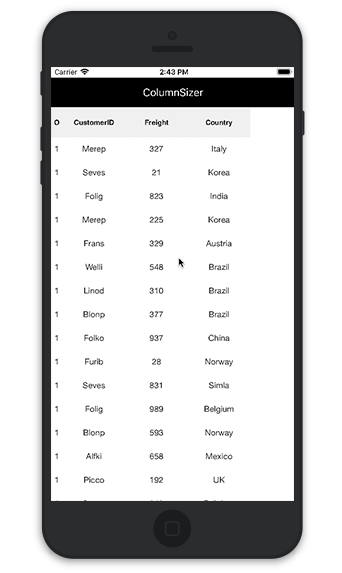 Carrier 2:43 PM
ColumnSizer
O CustomerID Freight Country
1 Merep 327 Italy
1 Seves 21 Korea
1 Folig 823 India
1 Merep 225 Korea
1 Frans 329 Austria
1 Welli 548 Brazil
1 Linod 310 Brazil
1 Blonp 377 Brazil
1 Folko 937 China
1 Furib 28 Norway
1 Seves 831 Simla
1 Folig 989 Belgium
1 Blonp 593 Norway
1 Alfki 658 Mexico
1 Picco 192 UK